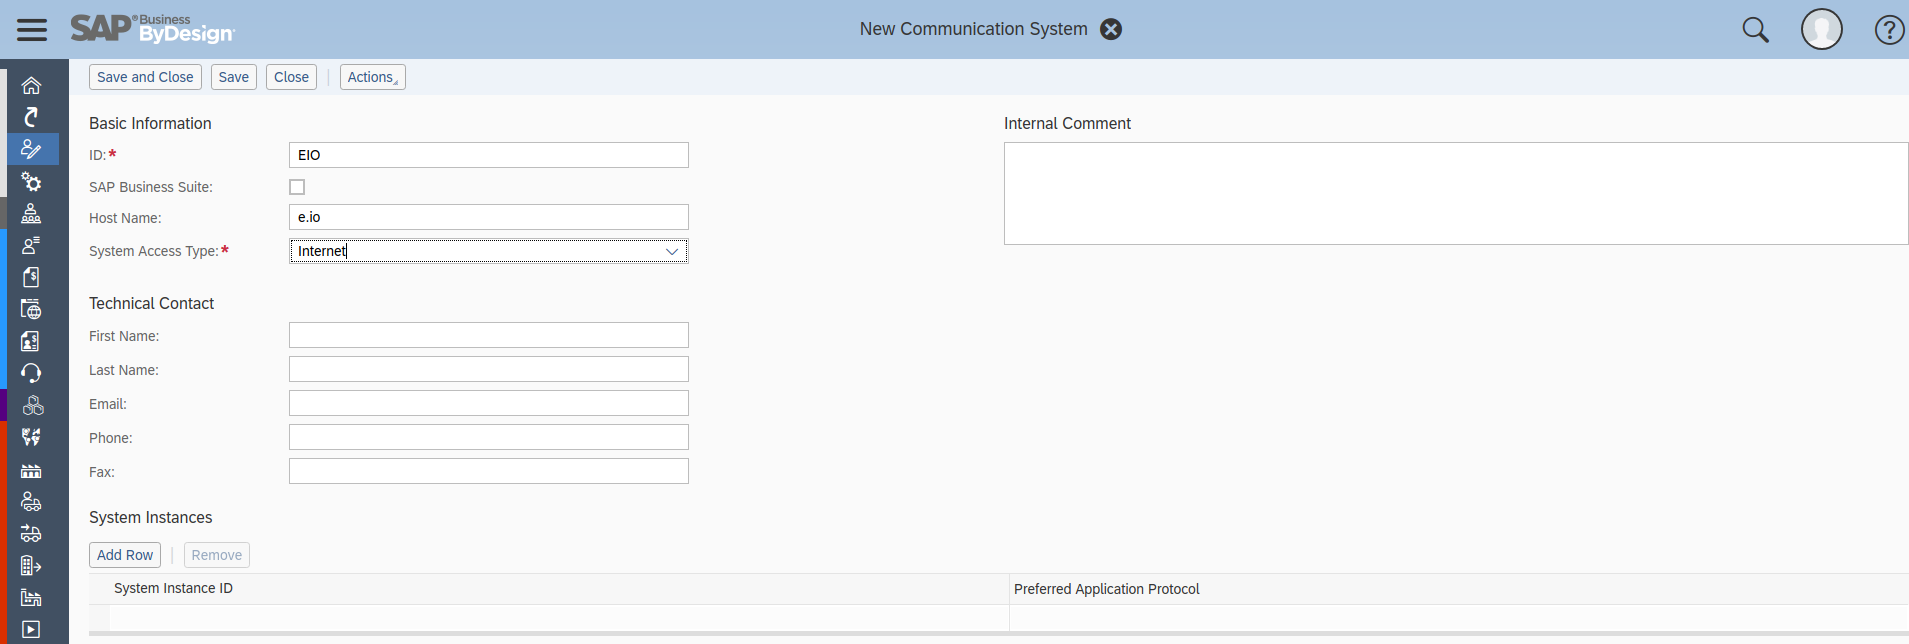 SAP® Business
ByDesign
New Communication System
Save and Close Save Close Actions
Basic Information
Internal Comment
ID:*
EIO
SAP Business Suite:
Host Name:
e.io
System Access Type:*
Internet
Technical Contact
First Name:
Last Name:
Email:
Phone:
Fax:
System Instances
Add Row Remove
System Instance ID
Preferred Application Protocol